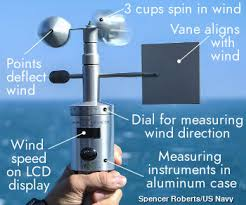 3 cups spin in wind
Vane aligns
with
wind
Points
deflect
wind
Dial for measuring
wind direction
Wind
speed
on LCD
display
Measuring
instruments in
aluminum case
Spencer Roberts/US Navy